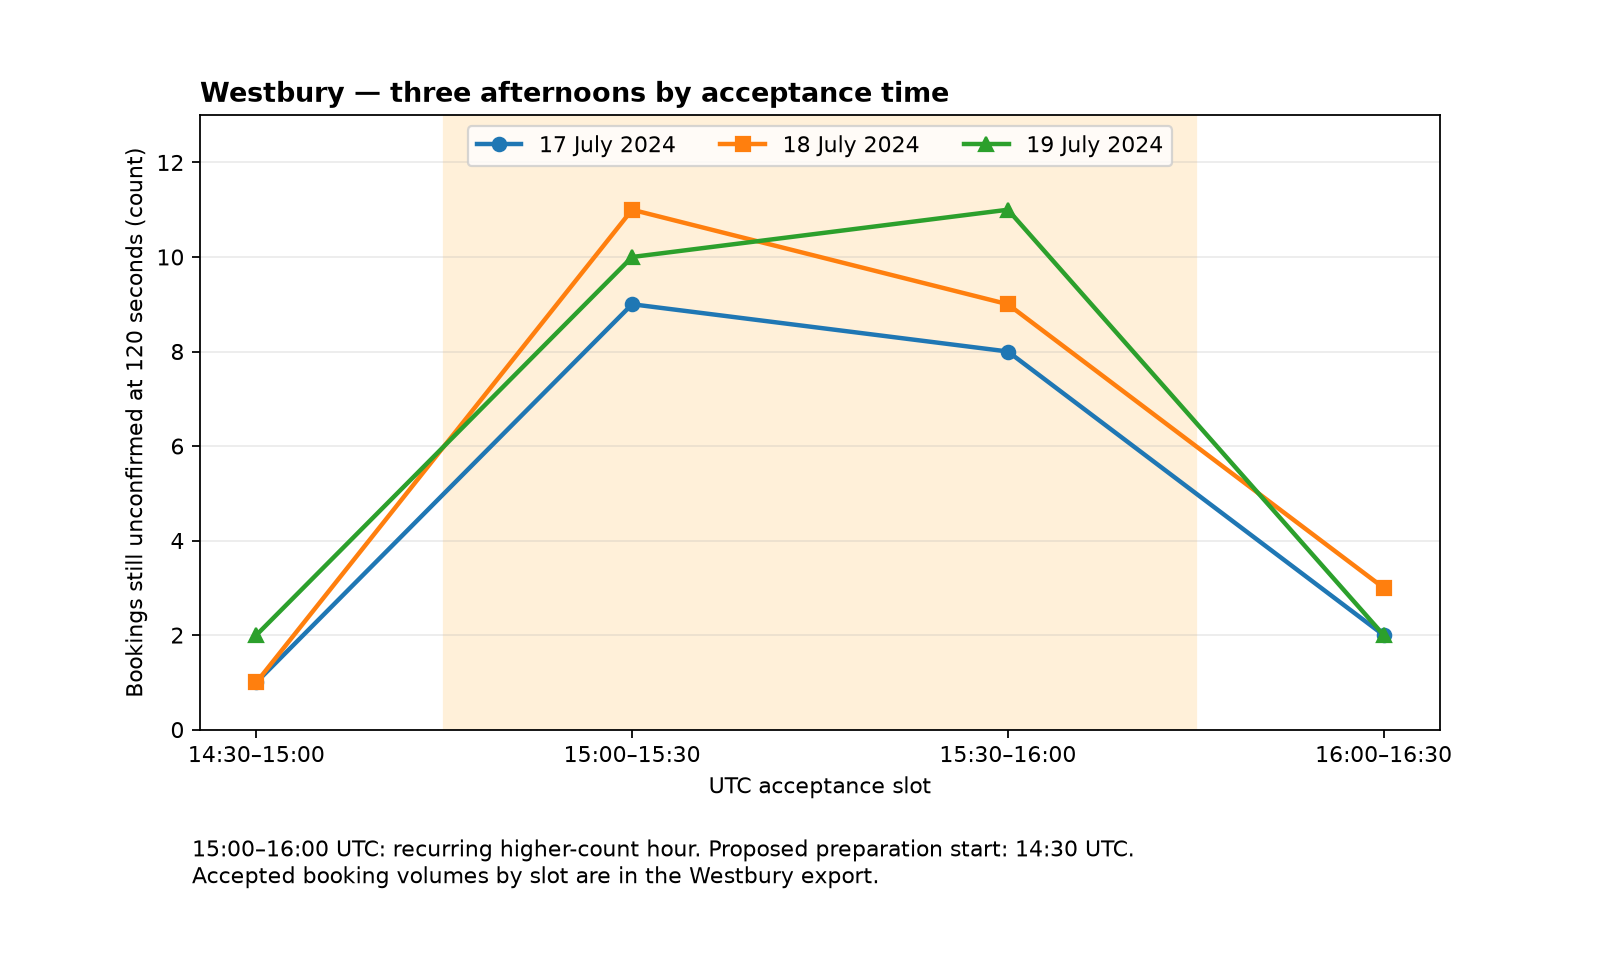 Westbury — three afternoons by acceptance time
17 July 2024 18 July 2024 19 July 2024
Bookings still unconfirmed at 120 seconds (count)
12
10
8
6
4
2
0
14:30–15:00 15:00–15:30 15:30–16:00 16:00–16:30
UTC acceptance slot
15:00–16:00 UTC: recurring higher-count hour. Proposed preparation start: 14:30 UTC.
Accepted booking volumes by slot are in the Westbury export.